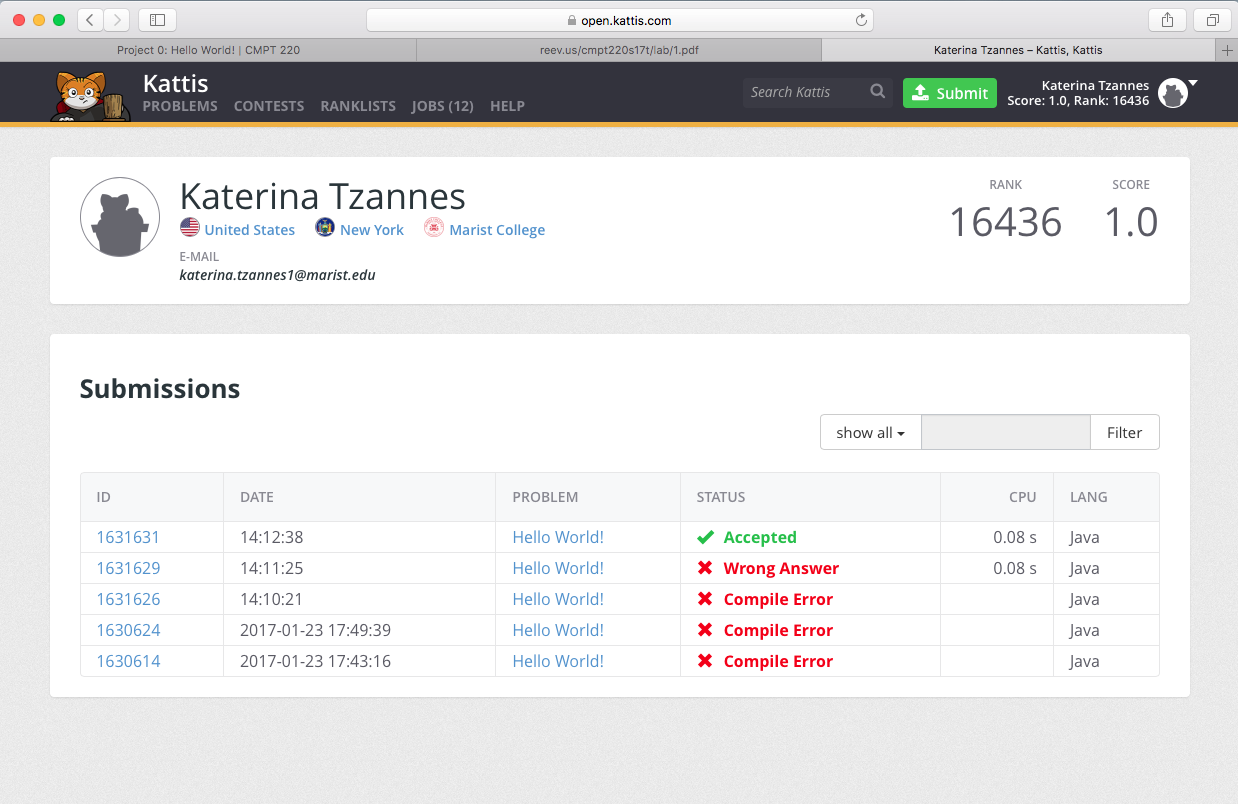 open.kattis.com
Project 0: Hello World! | CMPT 220
reev.us/cmpt220s17t/lab/1.pdf
Katerina Tzannes – Kattis, Kattis
Kattis
PROBLEMS CONTESTS RANKLISTS JOBS (12) HELP
Search Kattis
Submit
Katerina Tzannes
Score: 1.0, Rank: 16436
Katerina Tzannes
United States New York Marist College
E-MAIL
katerina.tzannes1@marist.edu
RANK SCORE
16436 1.0
Submissions
show all Filter
ID DATE PROBLEM STATUS CPU LANG
1631631 14:12:38 Hello World! Accepted 0.08 s Java
1631629 14:11:25 Hello World! Wrong Answer 0.08 s Java
1631626 14:10:21 Hello World! Compile Error Java
1630624 2017-01-23 17:49:39 Hello World! Compile Error Java
1630614 2017-01-23 17:43:16 Hello World! Compile Error Java